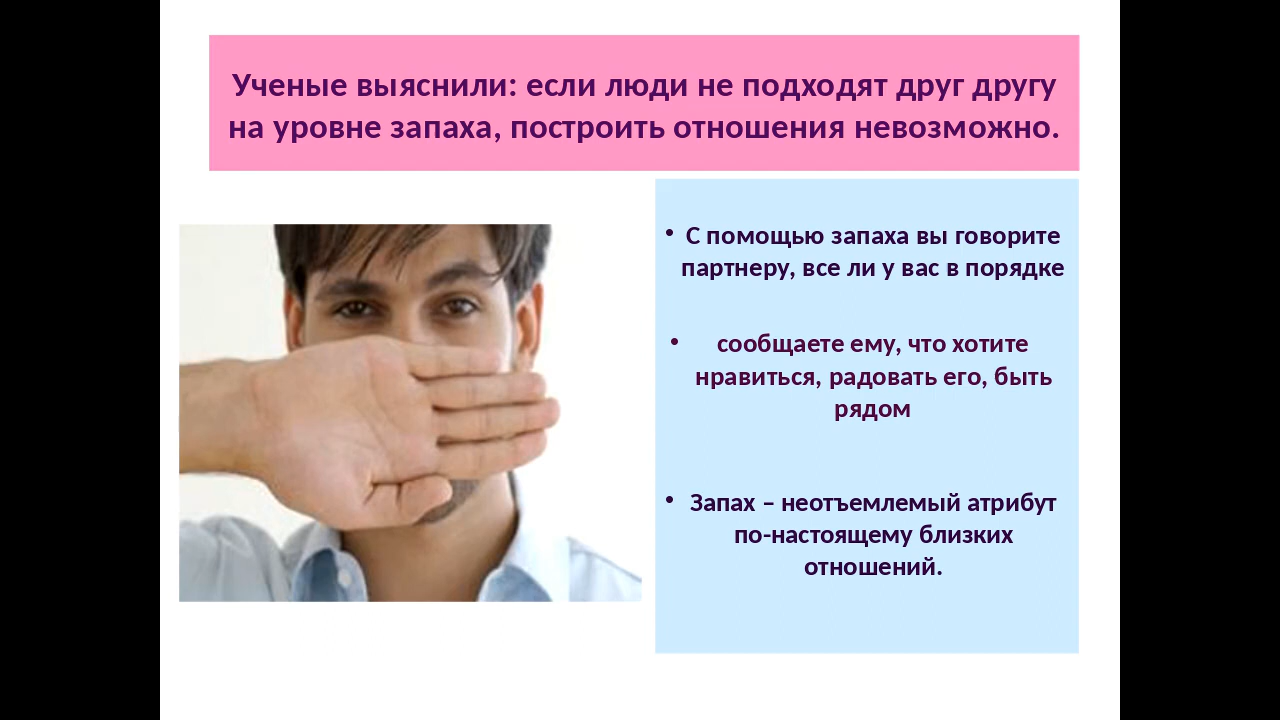 Ученые выяснили: если люди не подходят друг другу
на уровне запаха, построить отношения невозможно.
• С помощью запаха вы говорите
партнеру, все ли у вас в порядке
• сообщаете ему, что хотите
нравиться, радовать его, быть
рядом
• Запах – неотъемлемый атрибут
по-настоящему близких
отношений.